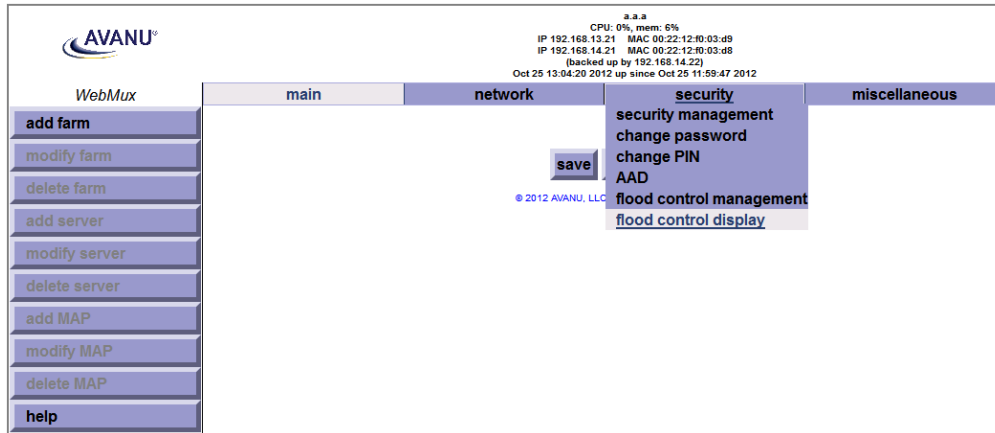 AVANU®
a.a.a
CPU: 0%, mem: 6%
IP 192.168.13.21 MAC 00:22:12:f0:03:d9
IP 192.168.14.21 MAC 00:22:12:f0:03:d8
(backed up by 192.168.14.22)
Oct 25 13:04:20 2012 up since Oct 25 11:59:47 2012
WebMux
main
network
security
miscellaneous
add farm
modify farm
delete farm
add server
modify server
delete server
add MAP
modify MAP
delete MAP
help
security management
change password
change PIN
AAD
flood control management
flood control display
save
© 2012 AVANU, LLC